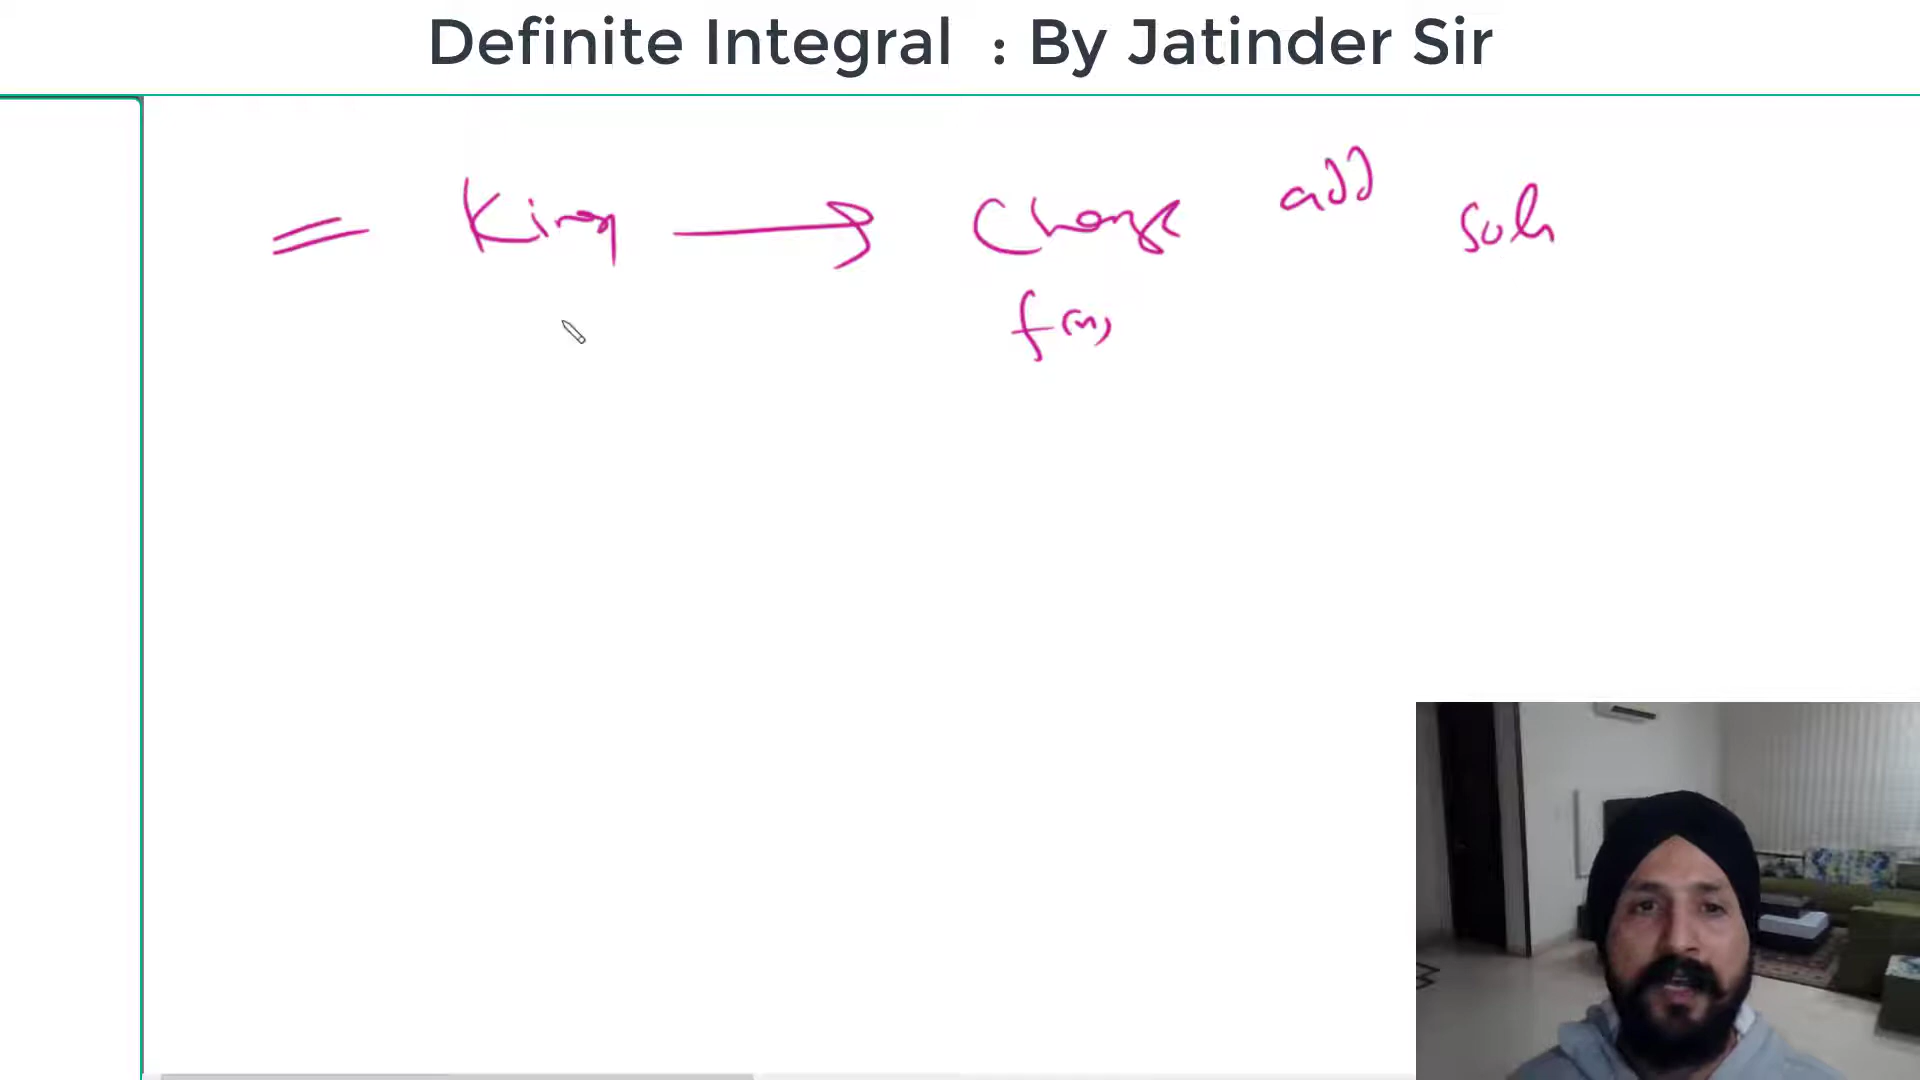 Definite Integral : By Jatinder Sir
= King → Change add Soln
f(x)